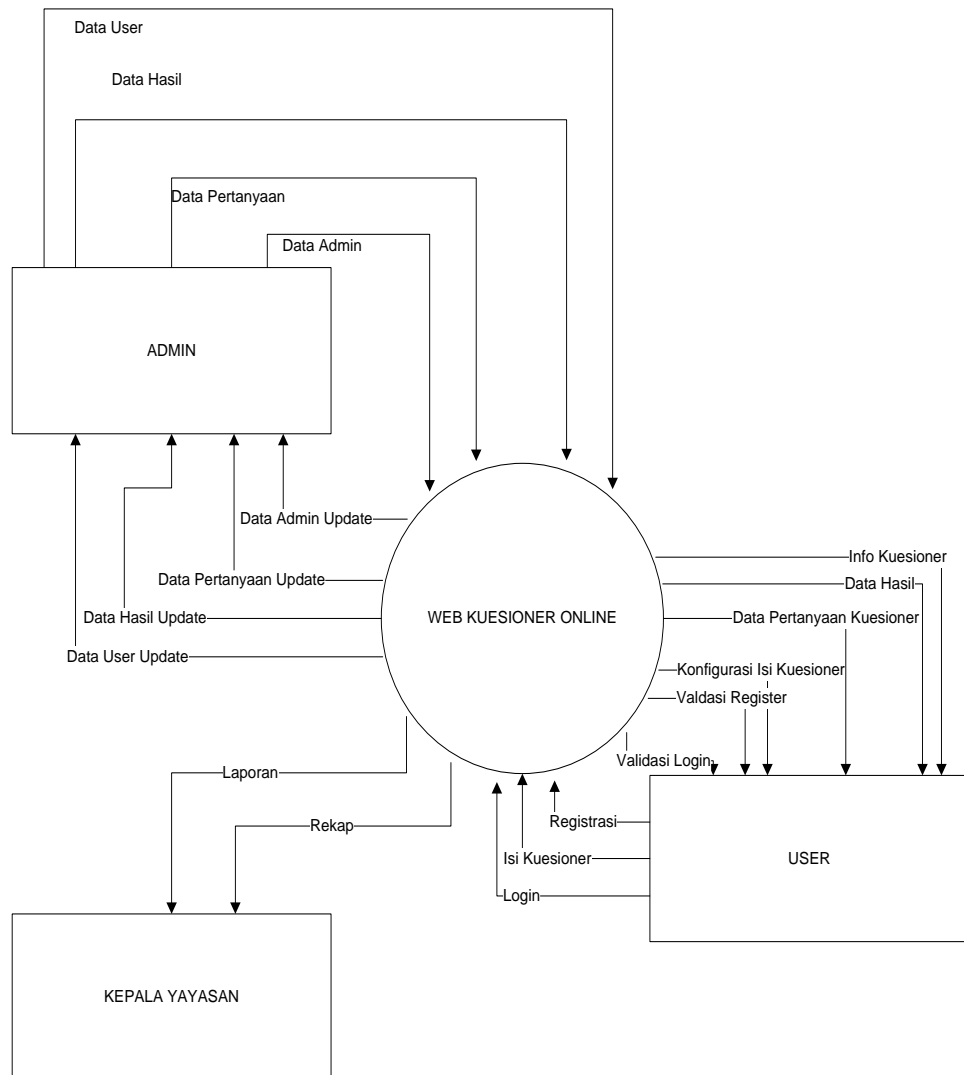 Data User
Data Hasil
Data Pertanyaan
Data Admin
ADMIN
Data Admin Update
Data Pertanyaan Update
Data Hasil Update
Data User Update
WEB KUESIONER ONLINE
Info Kuesioner
Data Hasil
Data Pertanyaan Kuesioner
Konfigurasi Isi Kuesioner
Valdasi Register
Validasi Login
Laporan
Rekap
Registrasi
Isi Kuesioner
Login
USER
KEPALA YAYASAN